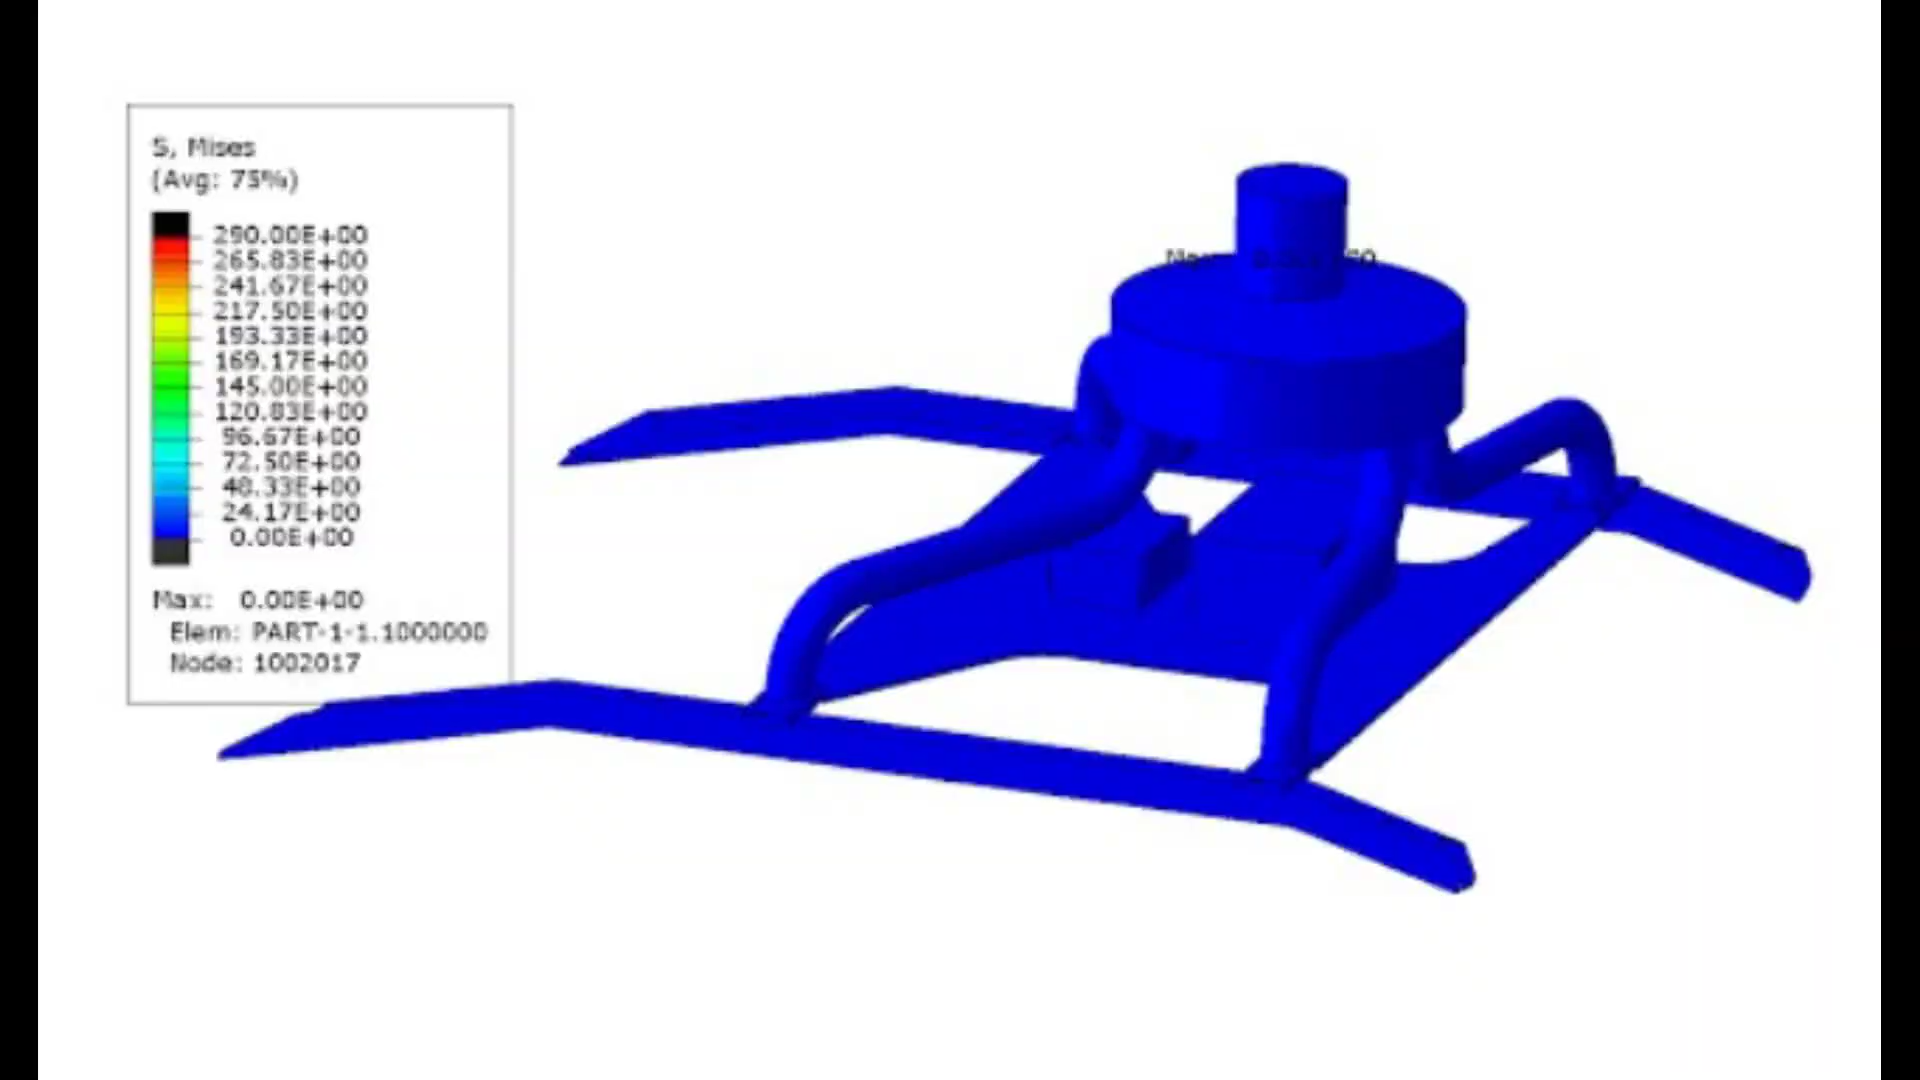 S, Mises
(Avg: 75%)
290.00E+00
265.83E+00
241.67E+00
217.50E+00
193.33E+00
169.17E+00
145.00E+00
120.83E+00
96.67E+00
72.50E+00
48.33E+00
24.17E+00
0.00E+00
Max: 0.00E+00
Elem: PART-1-1.1000000
Node: 1002017